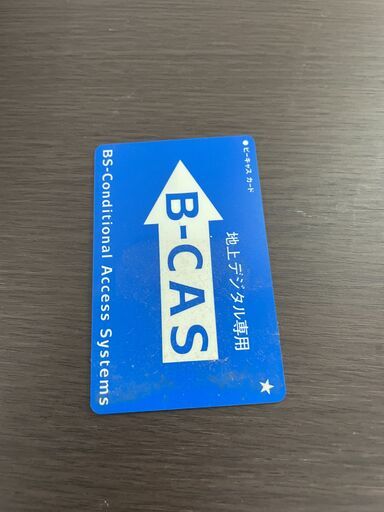 ●ビーキャス カード
地上デジタル専用
B-CAS
BS-Conditional Access Systems